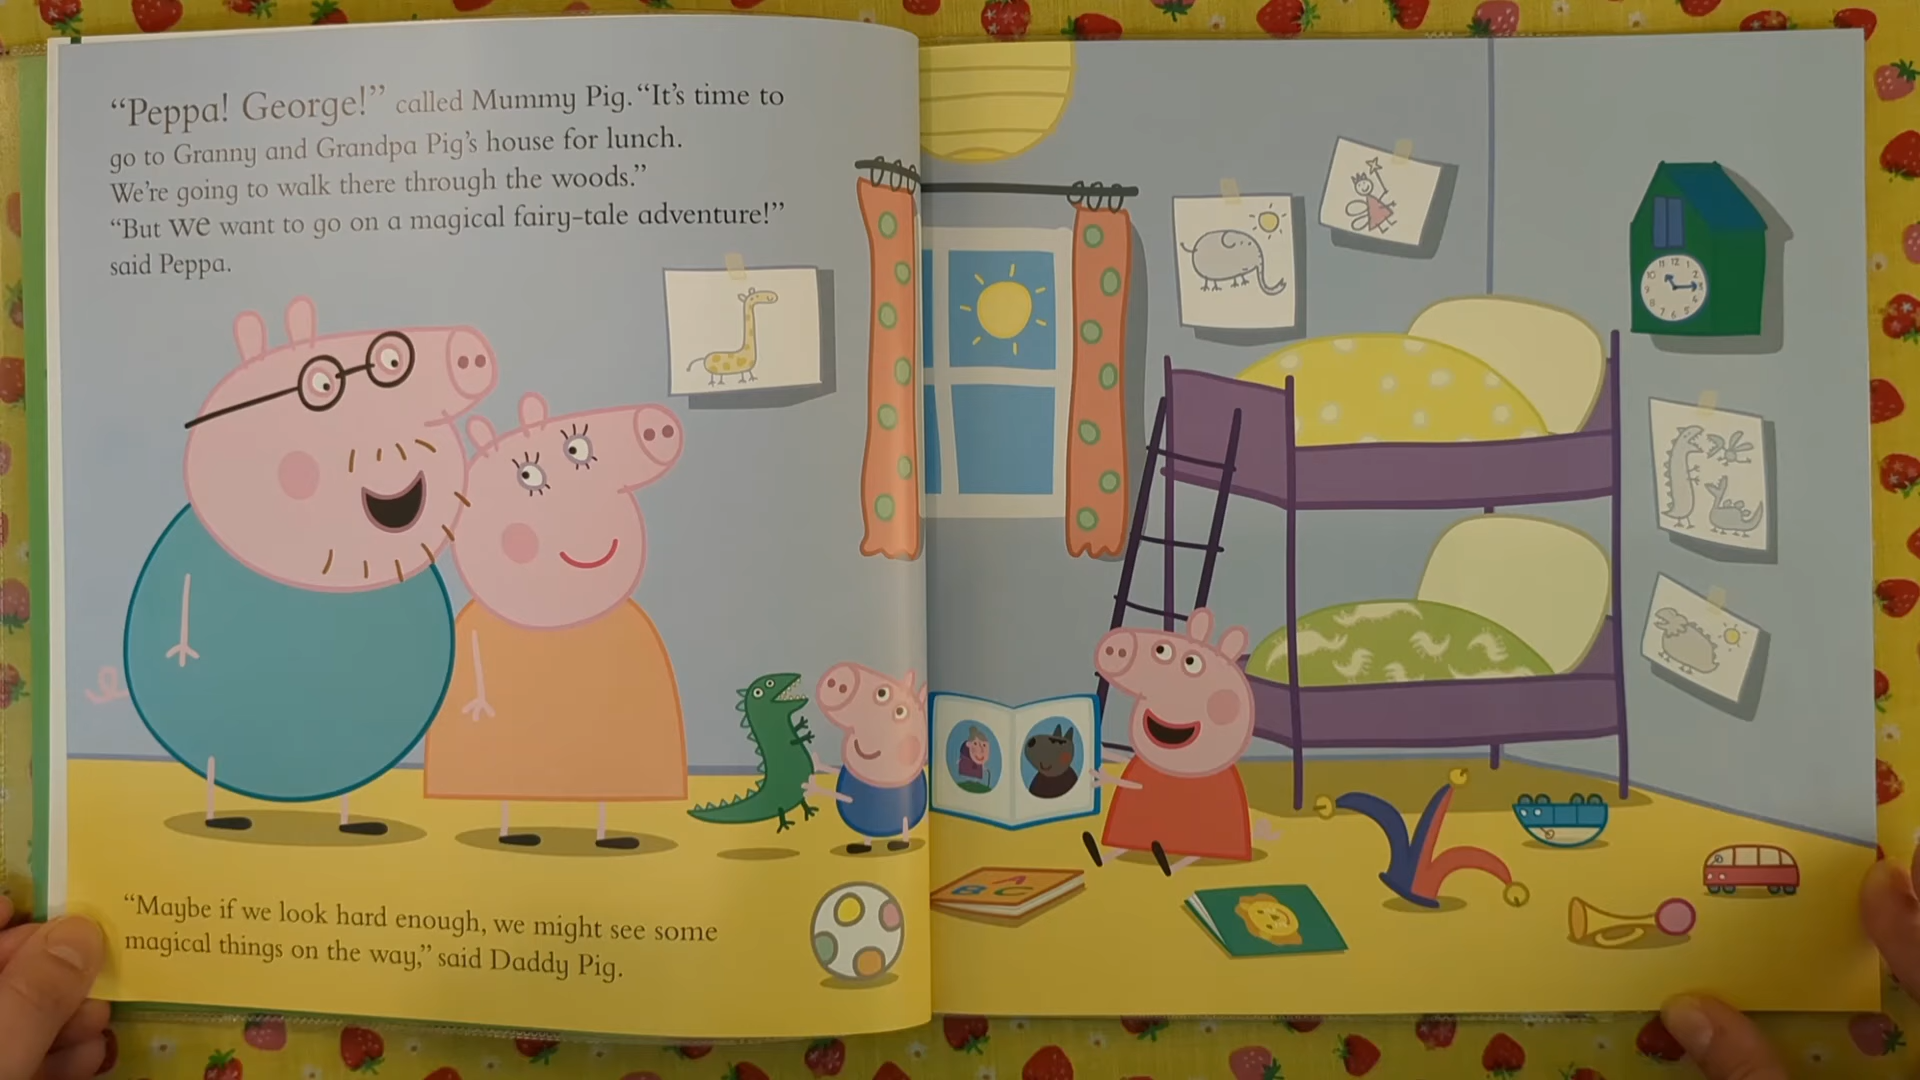 “Peppa! George!” called Mummy Pig. “It’s time to
go to Granny and Grandpa Pig’s house for lunch.
We’re going to walk there through the woods.”
“But we want to go on a magical fairy-tale adventure!”
said Peppa.
“Maybe if we look hard enough, we might see some
magical things on the way,” said Daddy Pig.
A
B C